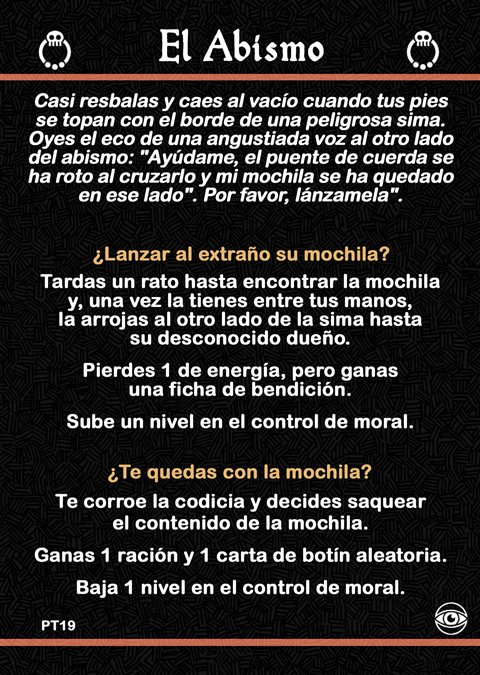 El Abismo
Casi resbalas y caes al vacío cuando tus pies
se topan con el borde de una peligrosa sima.
Oyes el eco de una angustiada voz al otro lado
del abismo: "Ayúdame, el puente de cuerda se
ha roto al cruzarlo y mi mochila se ha quedado
en ese lado". Por favor, lánzamela".
¿Lanzar al extraño su mochila?
Tardas un rato hasta encontrar la mochila
y, una vez la tienes entre tus manos,
la arrojas al otro lado de la sima hasta
su desconocido dueño.
Pierdes 1 de energía, pero ganas
una ficha de bendición.
Sube un nivel en el control de moral.
¿Te quedas con la mochila?
Te corroe la codicia y decides saquear
el contenido de la mochila.
Ganas 1 ración y 1 carta de botín aleatoria.
Baja 1 nivel en el control de moral.
PT19